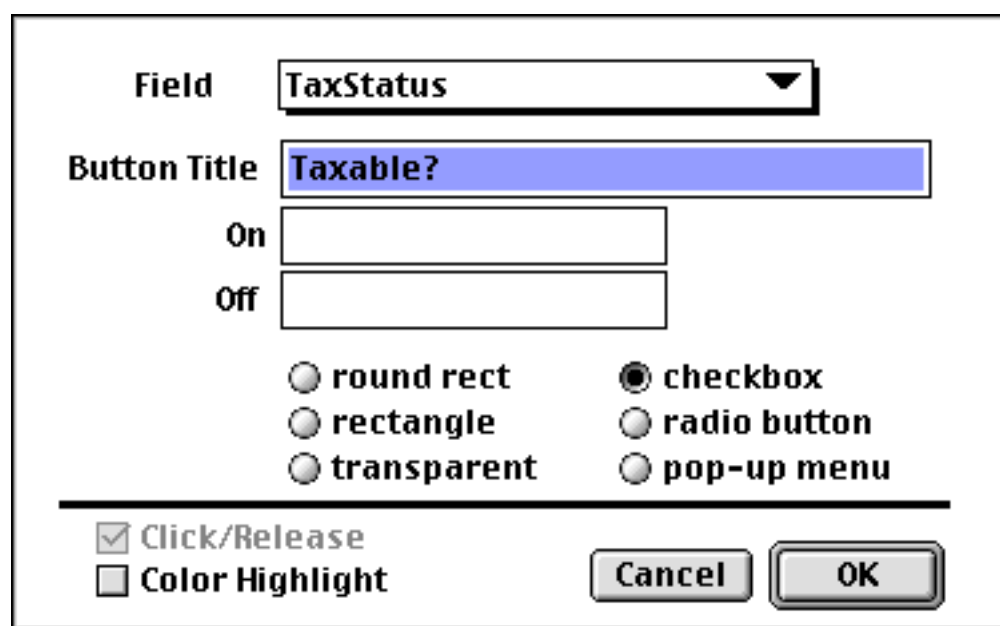 Field TaxStatus
Button Title Taxable?
On
Off
round rect checkbox
rectangle radio button
transparent pop-up menu
Click/Release
Color Highlight Cancel OK